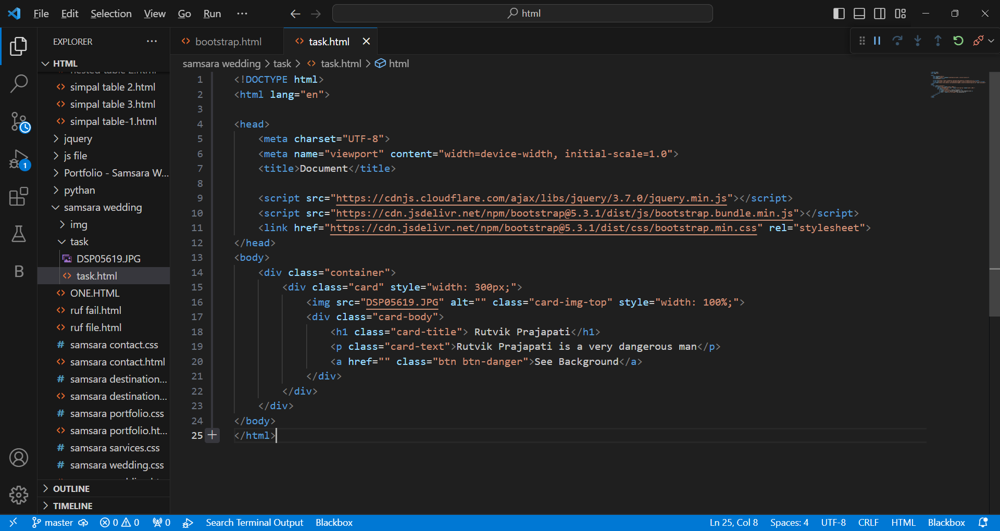 File Edit Selection View Go Run ··· html
EXPLORER ···
HTML
simpal table 2.html
simpal table 3.html
simpal table-1.html
jquery
js file
Portfolio - Samsara W...
pythan
samsara wedding
img
task
DSP05619.JPG
task.html
ONE.HTML
ruf fail.html
ruf file.html
samsara contact.css
samsara contact.html
samsara destination...
samsara destination...
samsara portfolio.css
samsara portfolio.ht...
samsara sarvices.css
samsara wedding.css
OUTLINE
TIMELINE
1
B
bootstrap.html task.html
samsara wedding > task > task.html > html
1 <!DOCTYPE html>
2 <html lang="en">
3
4 <head>
5 <meta charset="UTF-8">
6 <meta name="viewport" content="width=device-width, initial-scale=1.0">
7 <title>Document</title>
8
9 <script src="https://cdnjs.cloudflare.com/ajax/libs/jquery/3.7.0/jquery.min.js"></script>
10 <script src="https://cdn.jsdelivr.net/npm/bootstrap@5.3.1/dist/js/bootstrap.bundle.min.js"></script>
11 <link href="https://cdn.jsdelivr.net/npm/bootstrap@5.3.1/dist/css/bootstrap.min.css" rel="stylesheet">
12 </head>
13 <body>
14 <div class="container">
15 <div class="card" style="width: 300px;">
16 <img src="DSP05619.JPG" alt="" class="card-img-top" style="width: 100%;">
17 <div class="card-body">
18 <h1 class="card-title"> Rutvik Prajapati</h1>
19 <p class="card-text">Rutvik Prajapati is a very dangerous man</p>
20 <a href="" class="btn btn-danger">See Background</a>
21 </div>
22 </div>
23 </div>
24 </body>
25 </html>
master 0 0 0 Search Terminal Output Blackbox Ln 25, Col 8 Spaces: 4 UTF-8 CRLF HTML Blackbox